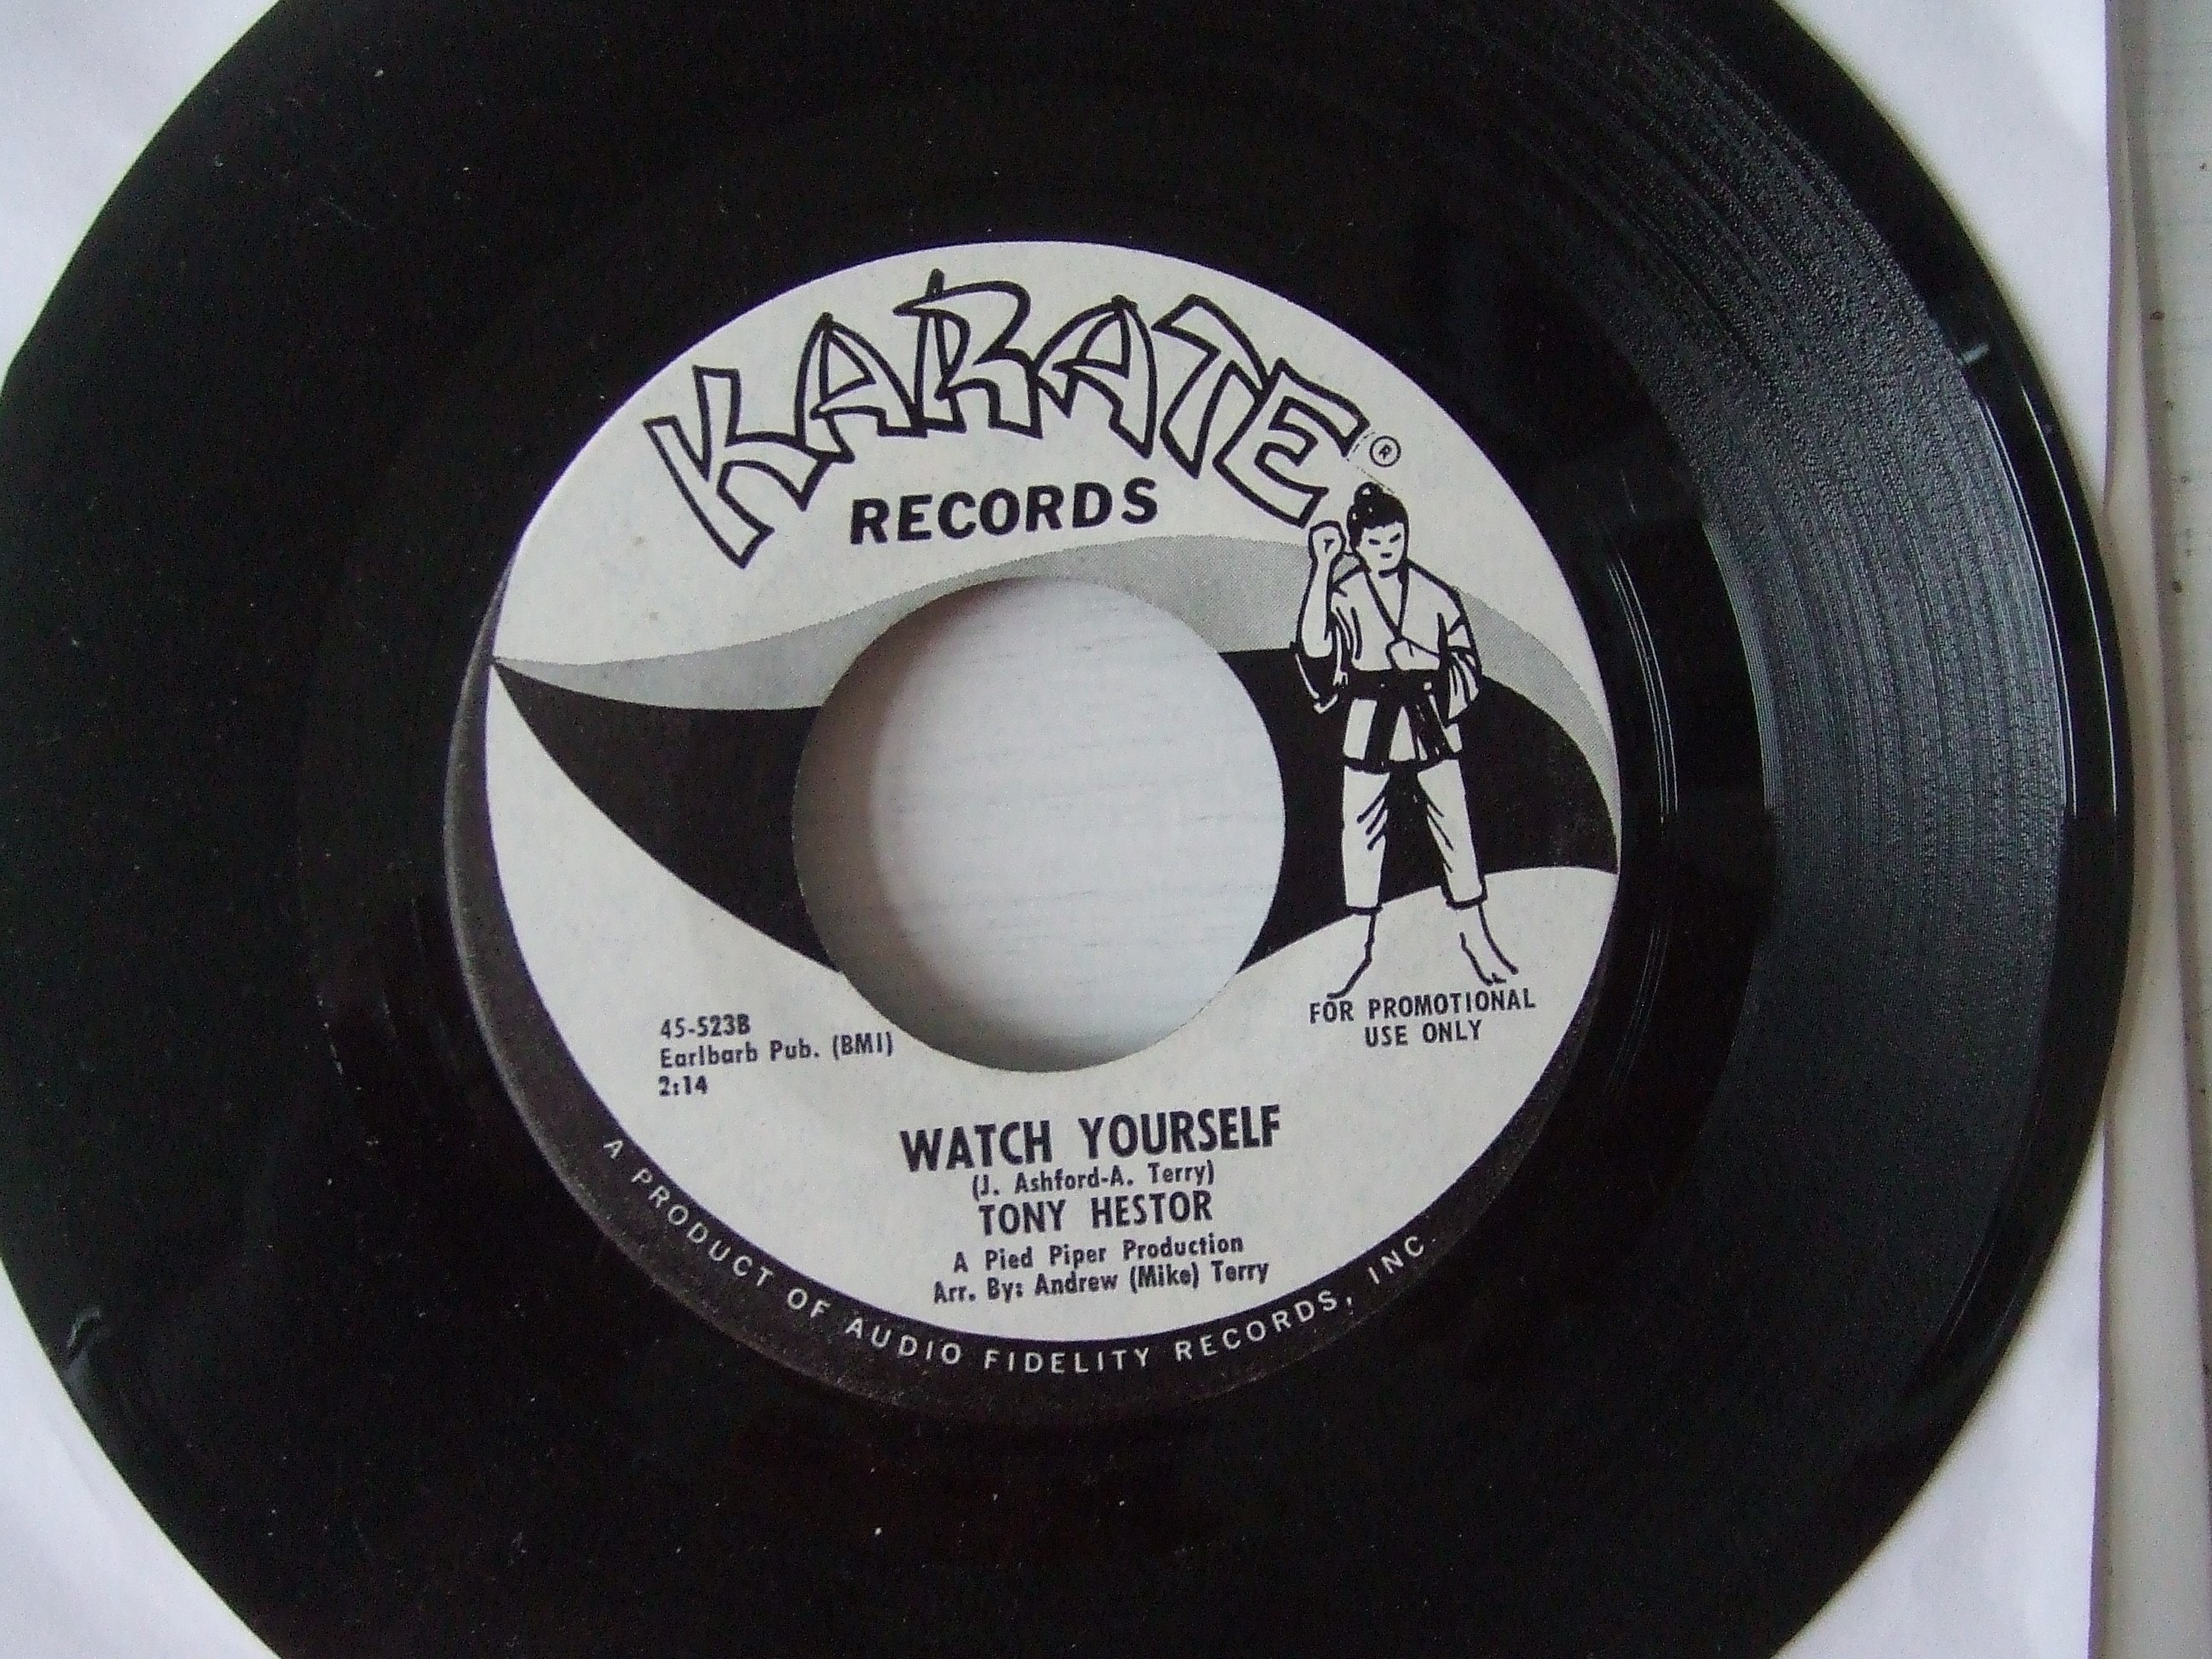 KARATE®
RECORDS
45-523B
Earlbarb Pub. (BMI)
2:14
FOR PROMOTIONAL
USE ONLY
WATCH YOURSELF
(J. Ashford-A. Terry)
TONY HESTOR
A Pied Piper Production
Arr. By: Andrew (Mike) Terry
A PRODUCT OF AUDIO FIDELITY RECORDS, INC.